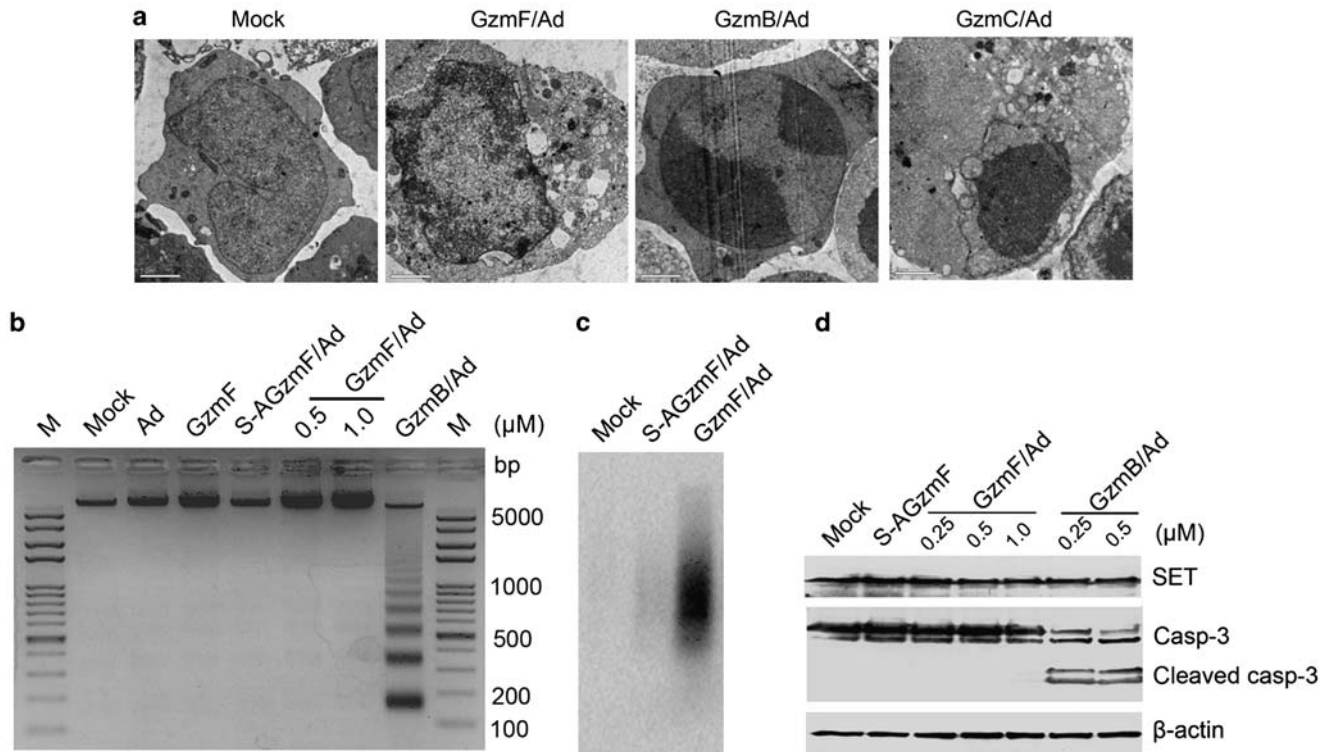 a
Mock
GzmF/Ad
GzmB/Ad
GzmC/Ad
b
M
Mock
Ad
GzmF
S-AGzmF/Ad
GzmF/Ad
0.5
1.0
GzmB/Ad
M
(μM)
bp
5000
1000
500
200
100
c
Mock
S-AGzmF/Ad
GzmF/Ad
d
Mock
S-AGzmF
GzmF/Ad
0.25
0.5
1.0
GzmB/Ad
0.25
0.5
(μM)
SET
Casp-3
Cleaved casp-3
β-actin